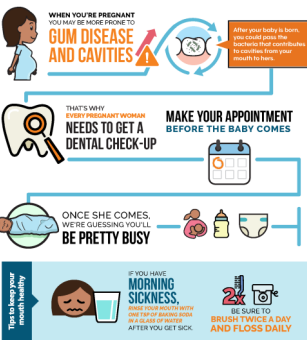 WHEN YOU'RE PREGNANT
YOU MAY BE MORE PRONE TO
GUM DISEASE
AND CAVITIES
After your baby is born,
you could pass the
bacteria that contributes
to cavities from your
mouth to hers.
THAT'S WHY
EVERY PREGNANT WOMAN
NEEDS TO GET A
DENTAL CHECK-UP
MAKE YOUR APPOINTMENT
BEFORE THE BABY COMES
ONCE SHE COMES,
WE'RE GUESSING YOU'LL
BE PRETTY BUSY
Tips to keep your
mouth healthy
IF YOU HAVE
MORNING
SICKNESS,
RINSE YOUR MOUTH WITH
ONE TSP OF BAKING SODA
IN A GLASS OF WATER
AFTER YOU GET SICK.
2x
BE SURE TO
BRUSH TWICE A DAY
AND FLOSS DAILY